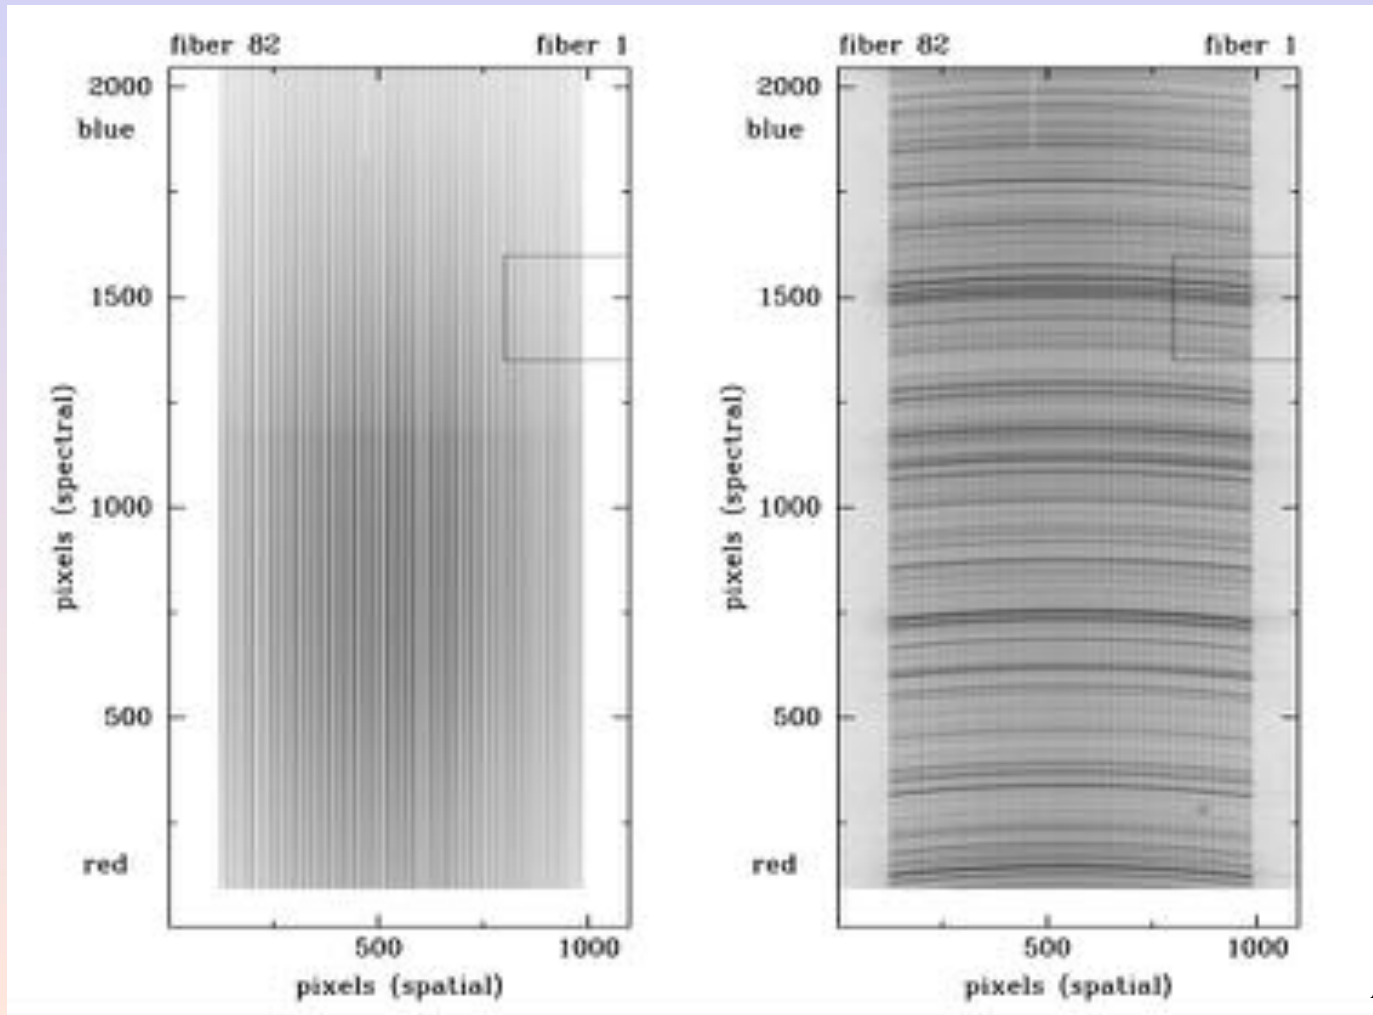 fiber 82 fiber 1
2000
blue
1500
pixels (spectral)
1000
500
red
500 1000
pixels (spatial)
fiber 82 fiber 1
2000
blue
1500
pixels (spectral)
1000
500
red
500 1000
pixels (spatial)